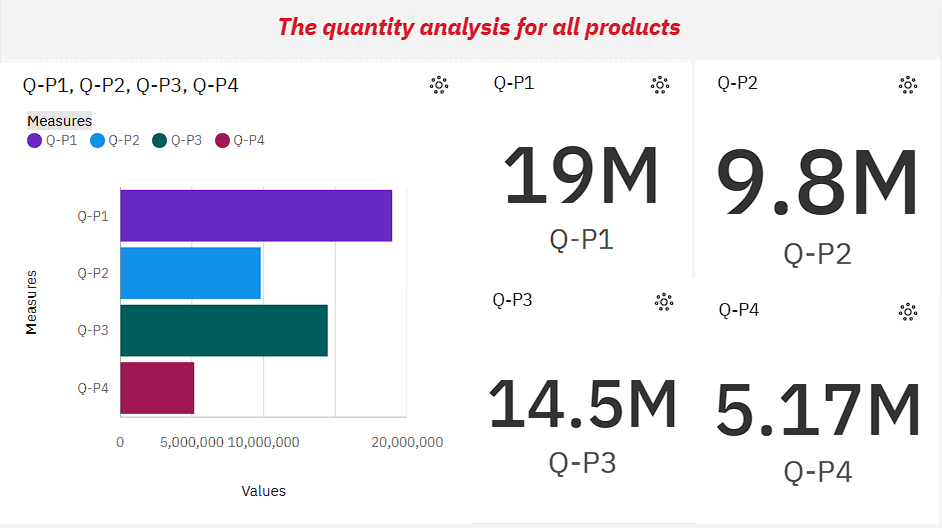 The quantity analysis for all products
Q-P1, Q-P2, Q-P3, Q-P4
Measures
Q-P1 Q-P2 Q-P3 Q-P4
Measures
Q-P1
Q-P2
Q-P3
Q-P4
0 5,000,000 10,000,000 20,000,000
Values
Q-P1
19M
Q-P1
Q-P2
9.8M
Q-P2
Q-P3
14.5M
Q-P3
Q-P4
5.17M
Q-P4